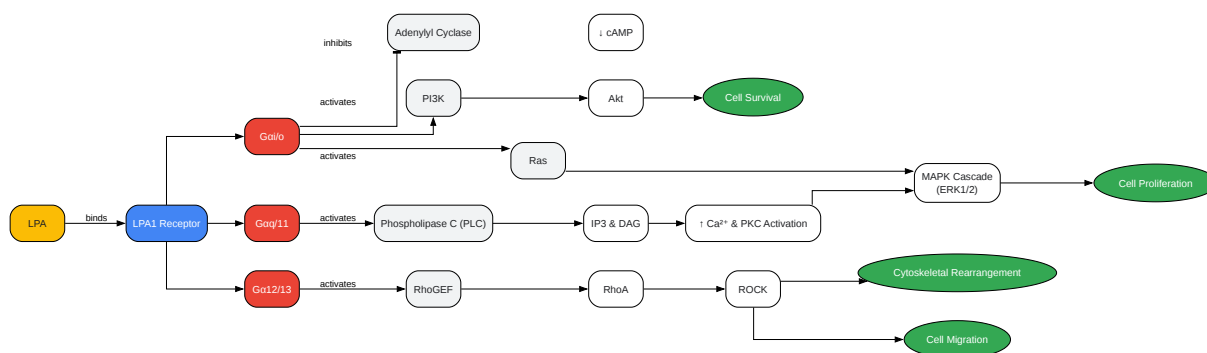 Adenylyl Cyclase
↓ cAMP
inhibits
activates
PI3K
Akt
Cell Survival
Gαi/o
activates
Ras
MAPK Cascade
(ERK1/2)
Cell Proliferation
LPA
binds
LPA1 Receptor
Gαq/11
activates
Phospholipase C (PLC)
IP3 & DAG
↑ Ca²⁺ & PKC Activation
Gα12/13
activates
RhoGEF
RhoA
ROCK
Cytoskeletal Rearrangement
Cell Migration